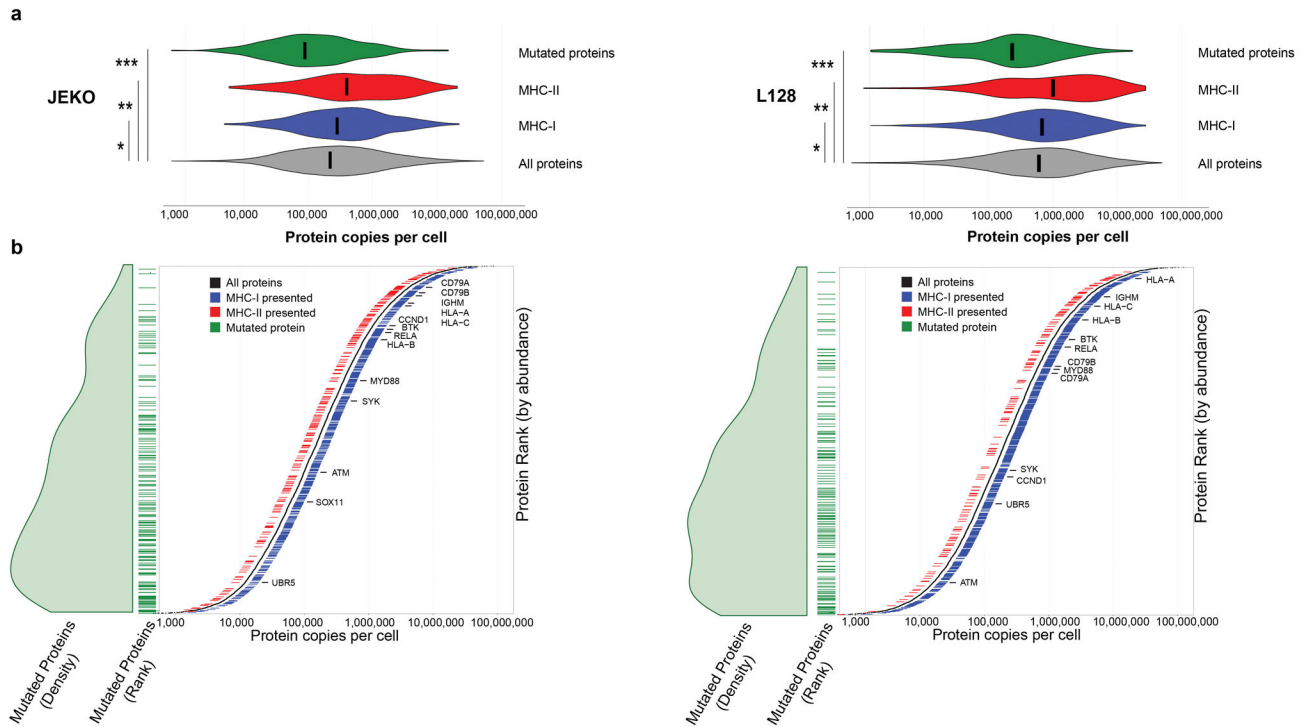 a
JEKO
***
**
*
Mutated proteins
MHC-II
MHC-I
All proteins
1,000 10,000 100,000 1,000,000 10,000,000 100,000,000
Protein copies per cell
L128
***
**
*
Mutated proteins
MHC-II
MHC-I
All proteins
1,000 10,000 100,000 1,000,000 10,000,000 100,000,000
Protein copies per cell
b
All proteins
MHC-I presented
MHC-II presented
Mutated protein
CD79A
CD79B
IGHM
HLA-A
HLA-C
CCND1
BTK
RELA
HLA-B
MYD88
SYK
ATM
SOX11
UBR5
Protein Rank (by abundance)
1,000 10,000 100,000 1,000,000 10,000,000 100,000,000
Protein copies per cell
Mutated Proteins
(Density)
Mutated Proteins
(Rank)
All proteins
MHC-I presented
MHC-II presented
Mutated protein
HLA-A
IGHM
HLA-C
HLA-B
BTK
RELA
CD79B
MYD88
CD79A
SYK
CCND1
UBR5
ATM
Protein Rank (by abundance)
1,000 10,000 100,000 1,000,000 10,000,000 100,000,000
Protein copies per cell
Mutated Proteins
(Density)
Mutated Proteins
(Rank)